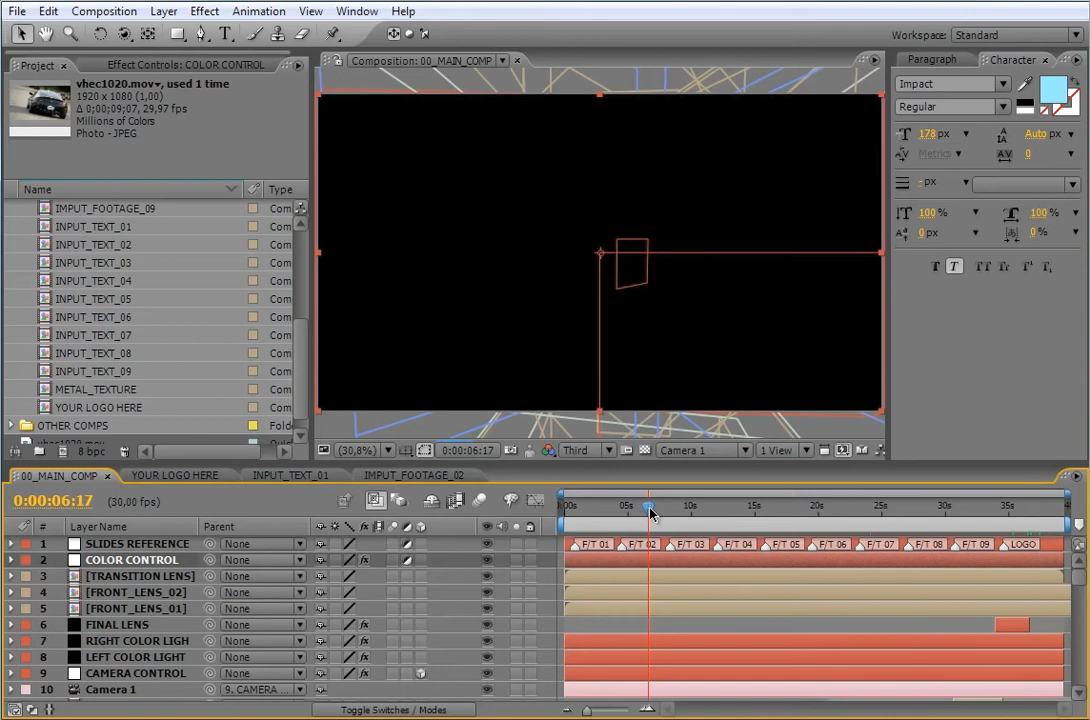 File Edit Composition Layer Effect Animation View Window Help
Workspace: Standard
Project Effect Controls: COLOR CONTROL
Composition: 00_MAIN_COMP
Paragraph Character
vhec1020.mov, used 1 time
1920 x 1080 (1,00)
Δ 0;00;09;07, 29,97 fps
Millions of Colors
Photo - JPEG
Impact
Regular
178 px Auto px
Metrics 0
- px
100 % 100 %
0 px 0 %
T T TT Tr T¹ T₁
Name Type
IMPUT_FOOTAGE_09 Com
INPUT_TEXT_01 Com
INPUT_TEXT_02 Com
INPUT_TEXT_03 Com
INPUT_TEXT_04 Com
INPUT_TEXT_05 Com
INPUT_TEXT_06 Com
INPUT_TEXT_07 Com
INPUT_TEXT_08 Com
INPUT_TEXT_09 Com
METAL_TEXTURE Com
YOUR LOGO HERE Com
OTHER COMPS Folde
8 bpc
(30,8%) 0:00:06:17 Third Camera 1 1 View
00_MAIN_COMP YOUR LOGO HERE INPUT_TEXT_01 IMPUT_FOOTAGE_02
0:00:06:17 (30,00 fps)
:00s 05s 10s 15s 20s 25s 30s 35s 40s
# Layer Name Parent
1 SLIDES REFERENCE None F/T 01 F/T 02 F/T 03 F/T 04 F/T 05 F/T 06 F/T 07 F/T 08 F/T 09 LOGO
2 COLOR CONTROL None
3 [TRANSITION LENS] None
4 [FRONT_LENS_02] None
5 [FRONT_LENS_01] None
6 FINAL LENS None
7 RIGHT COLOR LIGH None
8 LEFT COLOR LIGHT None
9 CAMERA CONTROL None
10 Camera 1 9. CAMERA ...
Toggle Switches / Modes